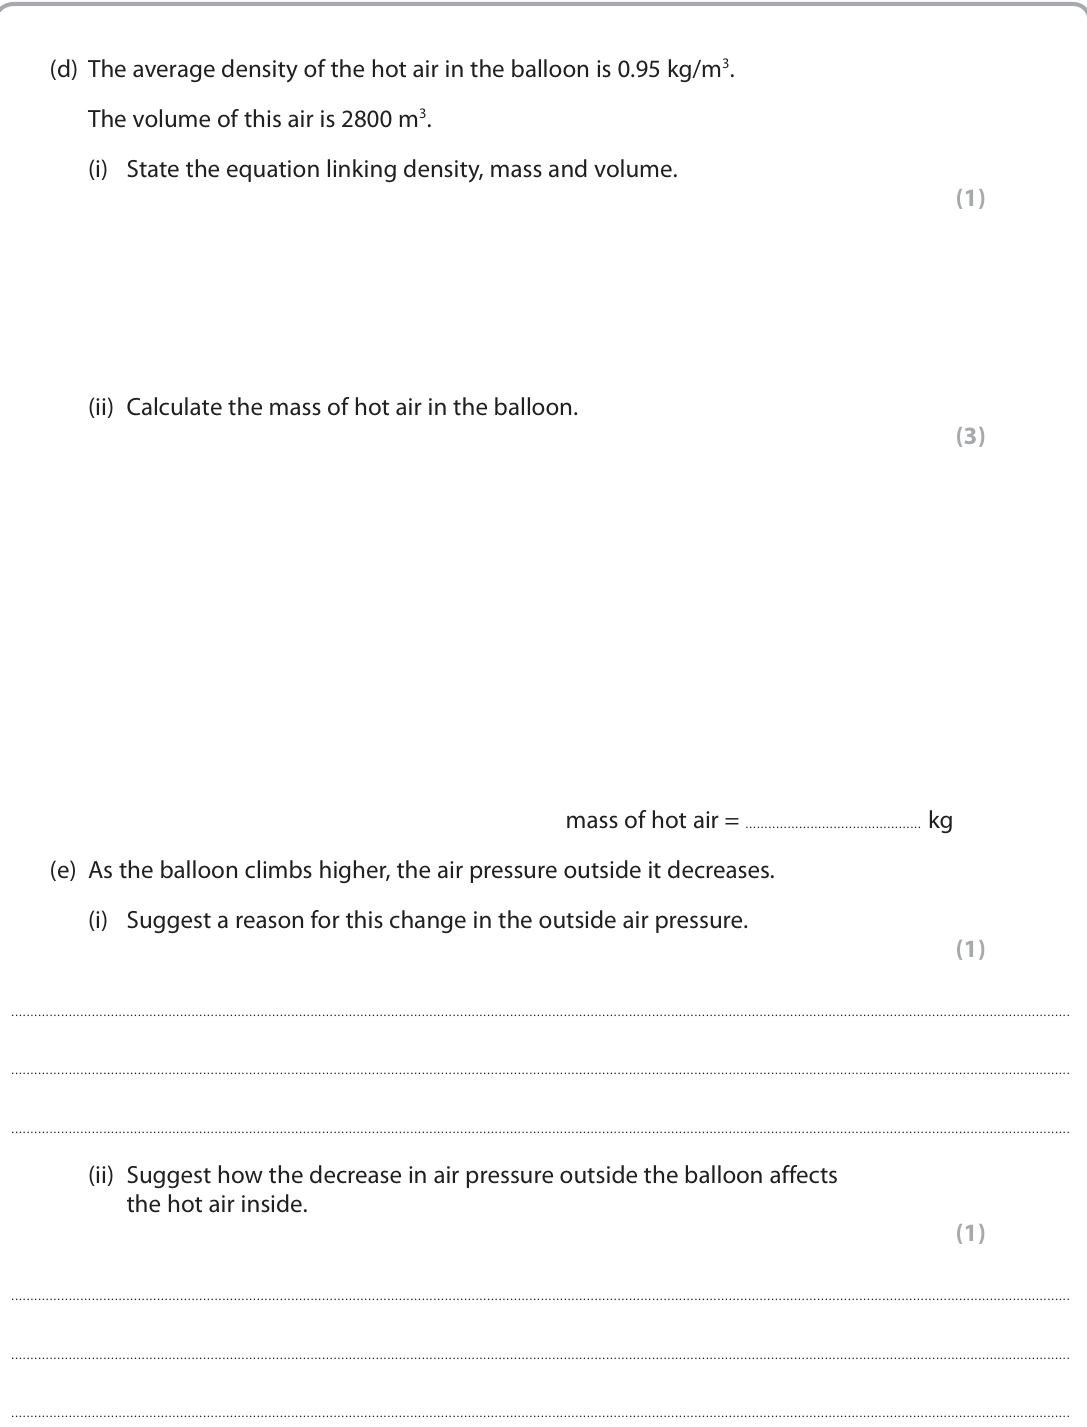 (d) The average density of the hot air in the balloon is 0.95 kg/m³.
The volume of this air is 2800 m³.
(i) State the equation linking density, mass and volume.
(1)
(ii) Calculate the mass of hot air in the balloon.
(3)
mass of hot air = ............................................... kg
(e) As the balloon climbs higher, the air pressure outside it decreases.
(i) Suggest a reason for this change in the outside air pressure.
(1)
(ii) Suggest how the decrease in air pressure outside the balloon affects
the hot air inside.
(1)